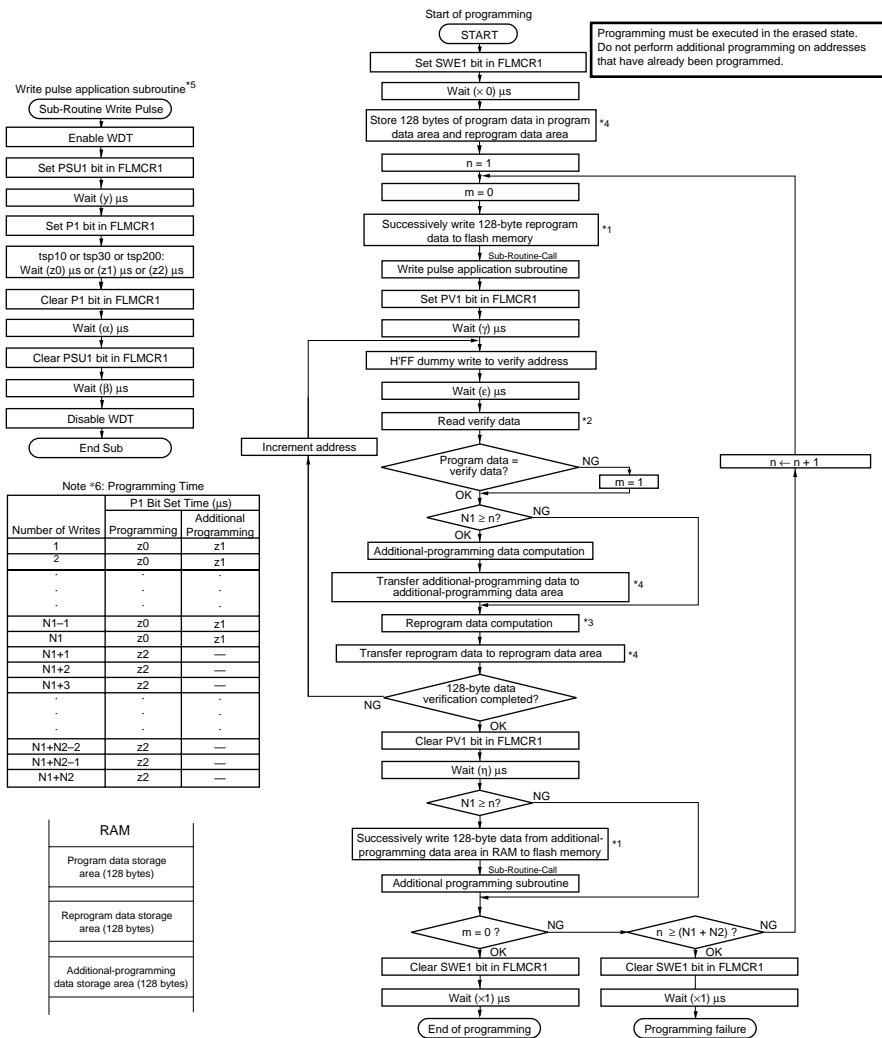 Start of programming
START
Set SWE1 bit in FLMCR1
Wait (× 0) µs
Store 128 bytes of program data in program
data area and reprogram data area
*4
n = 1
m = 0
Successively write 128-byte reprogram
data to flash memory
*1
Sub-Routine-Call
Write pulse application subroutine
Set PV1 bit in FLMCR1
Wait (γ) µs
H'FF dummy write to verify address
Wait (ε) µs
Read verify data
*2
Increment address
Program data =
verify data?
NG
m = 1
OK
N1 ≥ n?
NG
OK
Additional-programming data computation
Transfer additional-programming data to
additional-programming data area
*4
Reprogram data computation
*3
Transfer reprogram data to reprogram data area
*4
128-byte data
verification completed?
NG
OK
Clear PV1 bit in FLMCR1
Wait (η) µs
N1 ≥ n?
NG
OK
Successively write 128-byte data from additional-
programming data area in RAM to flash memory
*1
Sub-Routine-Call
Additional programming subroutine
m = 0 ?
NG
OK
Clear SWE1 bit in FLMCR1
Wait (×1) µs
End of programming
n ≥ (N1 + N2) ?
NG
OK
Clear SWE1 bit in FLMCR1
Wait (×1) µs
Programming failure
n ← n + 1
Programming must be executed in the erased state.
Do not perform additional programming on addresses
that have already been programmed.
Write pulse application subroutine*5
Sub-Routine Write Pulse
Enable WDT
Set PSU1 bit in FLMCR1
Wait (y) µs
Set P1 bit in FLMCR1
tsp10 or tsp30 or tsp200:
Wait (z0) µs or (z1) µs or (z2) µs
Clear P1 bit in FLMCR1
Wait (α) µs
Clear PSU1 bit in FLMCR1
Wait (β) µs
Disable WDT
End Sub
Note *6: Programming Time
P1 Bit Set Time (µs)
Number of Writes Programming Additional
Programming
1 z0 z1
2 z0 z1
. . .
. . .
. . .
N1–1 z0 z1
N1 z0 z1
N1+1 z2 —
N1+2 z2 —
N1+3 z2 —
. . .
. . .
. . .
N1+N2–2 z2 —
N1+N2–1 z2 —
N1+N2 z2 —
RAM
Program data storage
area (128 bytes)
Reprogram data storage
area (128 bytes)
Additional-programming
data storage area (128 bytes)